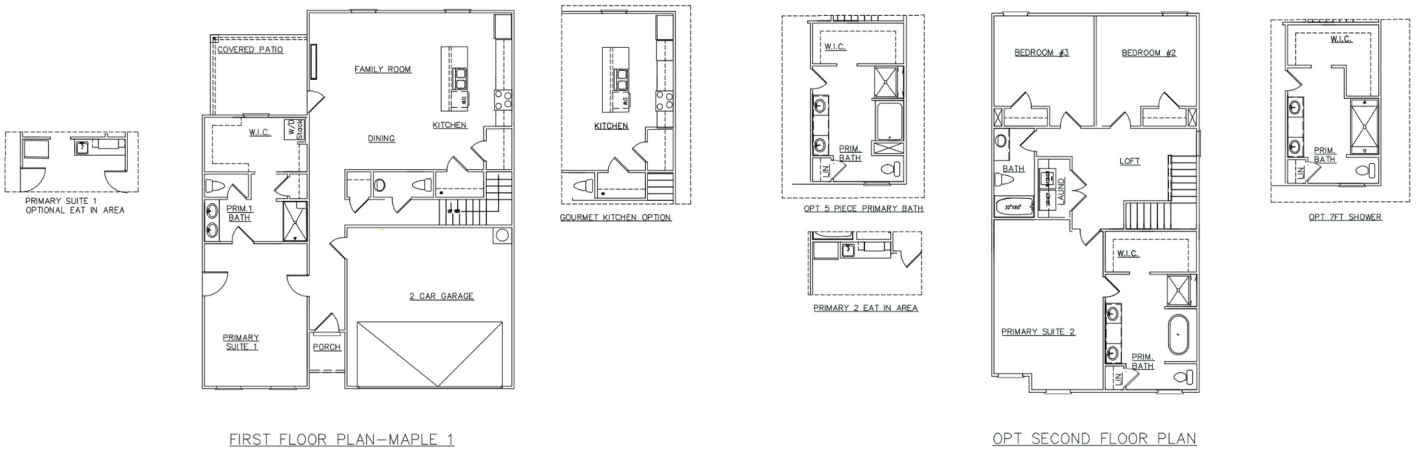 COVERED PATIO
FAMILY ROOM
KITCHEN
DINING
W.I.C.
W/D
Stack
PRIM.1
BATH
2 CAR GARAGE
PRIMARY
SUITE 1
PORCH
FIRST FLOOR PLAN-MAPLE 1
PRIMARY SUITE 1
OPTIONAL EAT IN AREA
KITCHEN
GOURMET KITCHEN OPTION
W.I.C.
PRIM.
BATH
LIN
OPT 5 PIECE PRIMARY BATH
PRIMARY 2 EAT IN AREA
BEDROOM #3
BEDROOM #2
BATH
LAUND
LOFT
32"X60"
W.I.C.
PRIMARY SUITE 2
PRIM.
BATH
LIN
OPT SECOND FLOOR PLAN
W.I.C.
PRIM.
BATH
LIN
OPT 7FT SHOWER